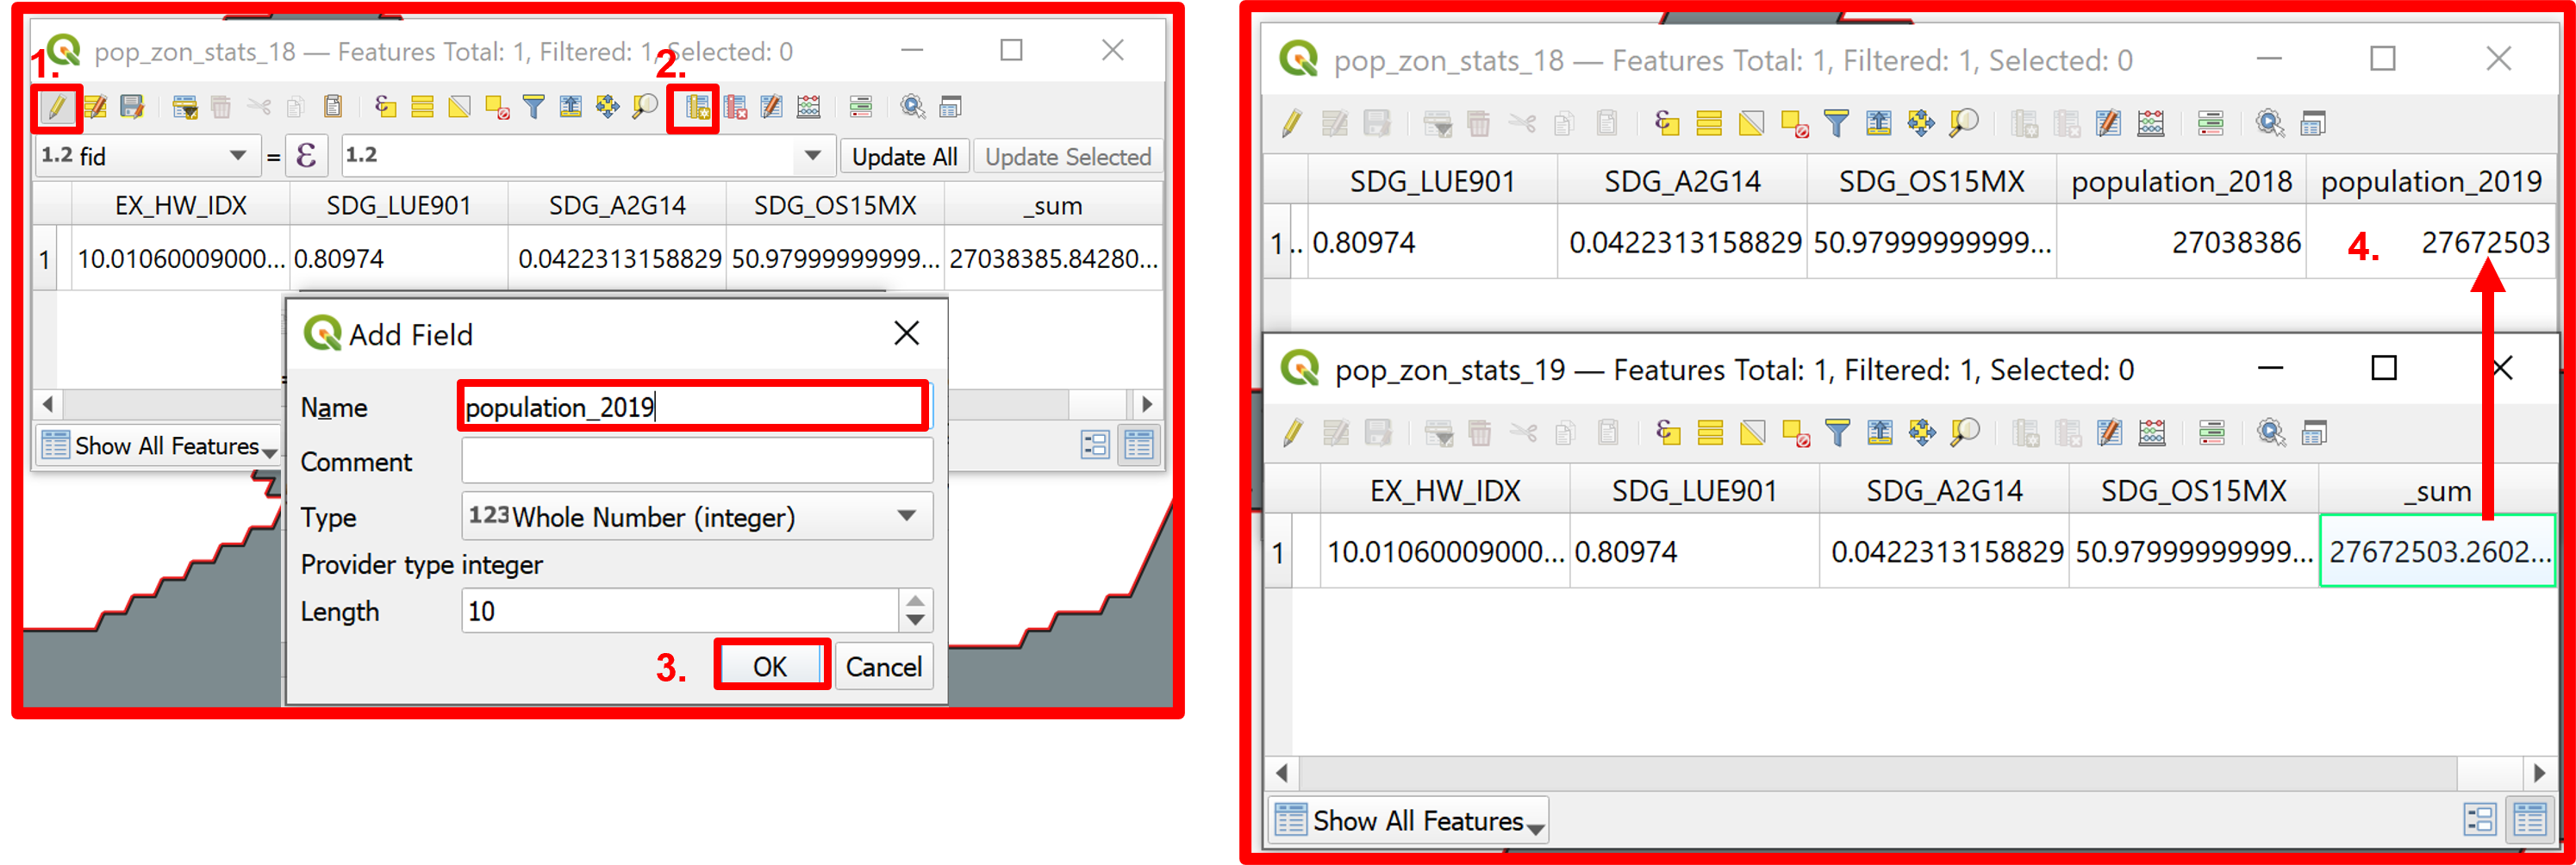 pop_zon_stats_18 — Features Total: 1, Filtered: 1, Selected: 0
1.
2.
1.2 fid
=
ε
1.2
Update All
Update Selected
EX_HW_IDX SDG_LUE901 SDG_A2G14 SDG_OS15MX _sum
1 10.01060009000... 0.80974 0.0422313158829 50.97999999999... 27038385.84280...
Add Field
Name population_2019
Comment
Type 123 Whole Number (integer)
Provider type integer
Length 10
3.
OK
Cancel
Show All Features
pop_zon_stats_18 — Features Total: 1, Filtered: 1, Selected: 0
SDG_LUE901 SDG_A2G14 SDG_OS15MX population_2018 population_2019
1 ... 0.80974 0.0422313158829 50.97999999999... 27038386 4. 27672503
pop_zon_stats_19 — Features Total: 1, Filtered: 1, Selected: 0
EX_HW_IDX SDG_LUE901 SDG_A2G14 SDG_OS15MX _sum
1 10.01060009000... 0.80974 0.0422313158829 50.97999999999... 27672503.2602...
Show All Features